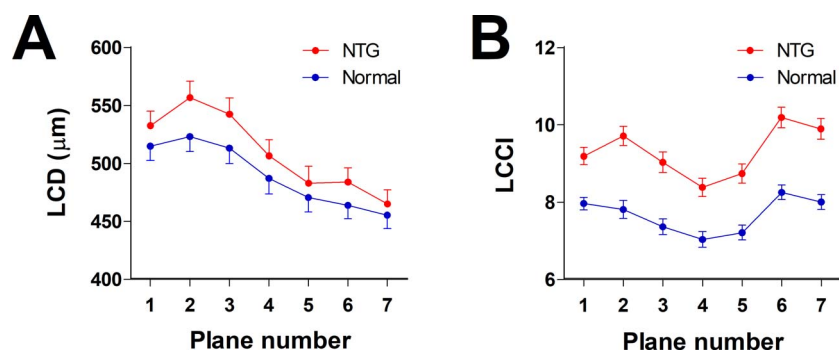 A
LCD (μm)
600
550
500
450
400
NTG
Normal
1 2 3 4 5 6 7
Plane number
B
LCCI
12
10
8
6
NTG
Normal
1 2 3 4 5 6 7
Plane number